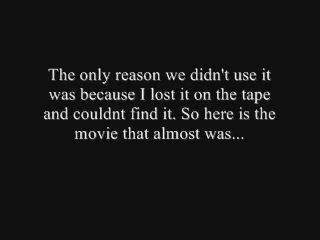 The only reason we didn't use it
was because I lost it on the tape
and couldnt find it. So here is the
movie that almost was...